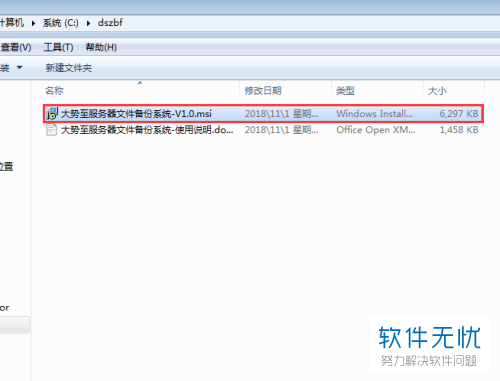 计算机 ▸ 系统 (C:) ▸ dszbf
查看(V) 工具(T) 帮助(H)
装 新建文件夹
名称 修改日期 类型 大小
大势至服务器文件备份系统-V1.0.msi 2018\11\1 星期... Windows Install... 6,297 KB
大势至服务器文件备份系统-使用说明.do... 2018\11\1 星期... Office Open XM... 1,458 KB
位置
or
软件无忧
努力解决软件问题